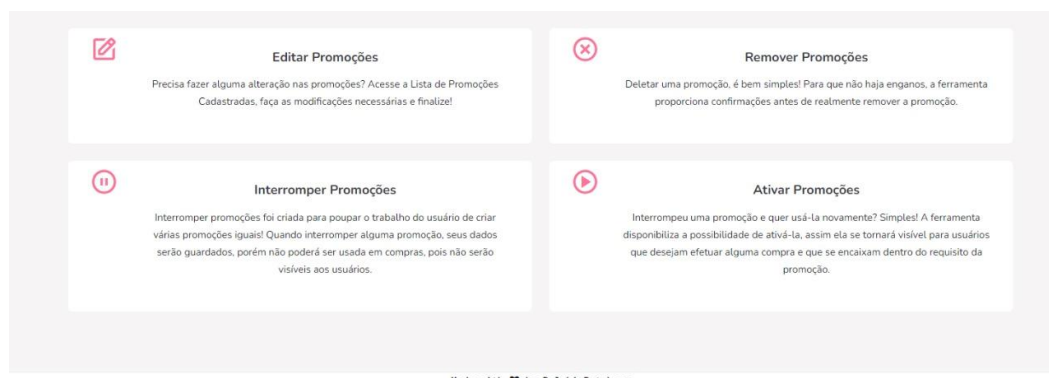 Editar Promoções
Precisa fazer alguma alteração nas promoções? Acesse a Lista de Promoções
Cadastradas, faça as modificações necessárias e finalize!
Remover Promoções
Deletar uma promoção, é bem simples! Para que não haja enganos, a ferramenta
proporciona confirmações antes de realmente remover a promoção.
Interromper Promoções
Interromper promoções foi criada para poupar o trabalho do usuário de criar
várias promoções iguais! Quando interromper alguma promoção, seus dados
serão guardados, porém não poderá ser usada em compras, pois não serão
visíveis aos usuários.
Ativar Promoções
Interrompeu uma promoção e quer usá-la novamente? Simples! A ferramenta
disponibiliza a possibilidade de ativá-la, assim ela se tornará visível para usuários
que desejam efetuar alguma compra e que se encaixam dentro do requisito da
promoção.